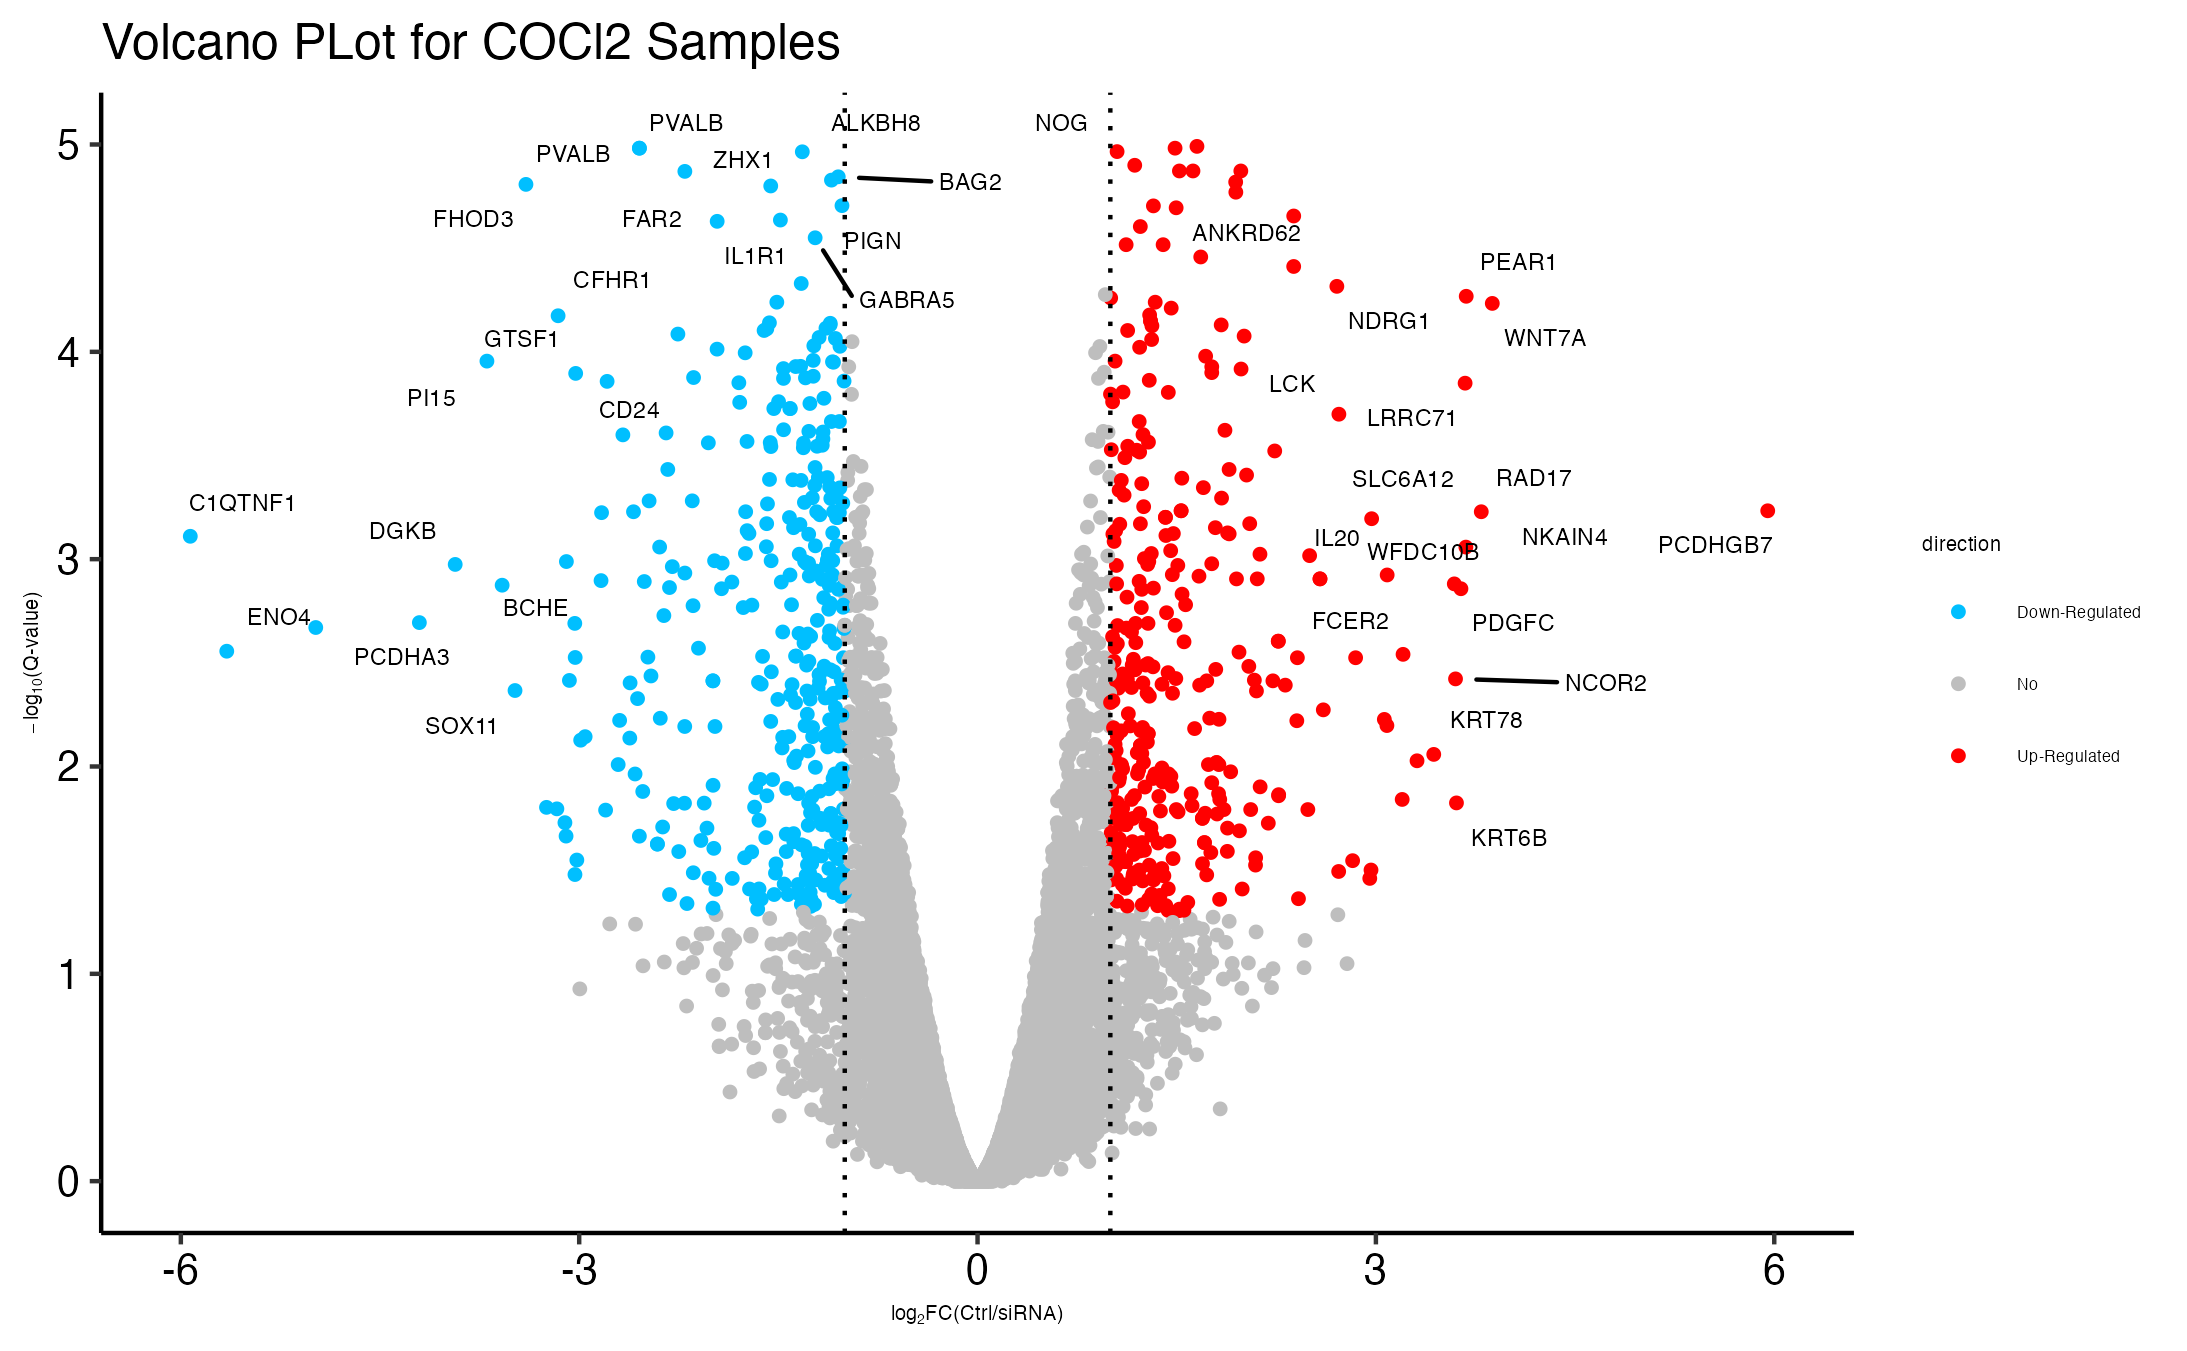 Volcano PLot for COCl2 Samples
PVALB
ALKBH8
NOG
PVALB
ZHX1
BAG2
FHOD3
FAR2
PIGN
ANKRD62
IL1R1
PEAR1
CFHR1
GABRA5
NDRG1
GTSF1
WNT7A
LCK
PI15
CD24
LRRC71
SLC6A12
RAD17
C1QTNF1
DGKB
IL20
NKAIN4
PCDHGB7
WFDC10B
BCHE
ENO4
FCER2
PDGFC
PCDHA3
NCOR2
SOX11
KRT78
KRT6B
5
4
3
2
1
0
-6
-3
0
3
6
−log10(Q-value)
log2FC(Ctrl/siRNA)
direction
Down-Regulated
No
Up-Regulated